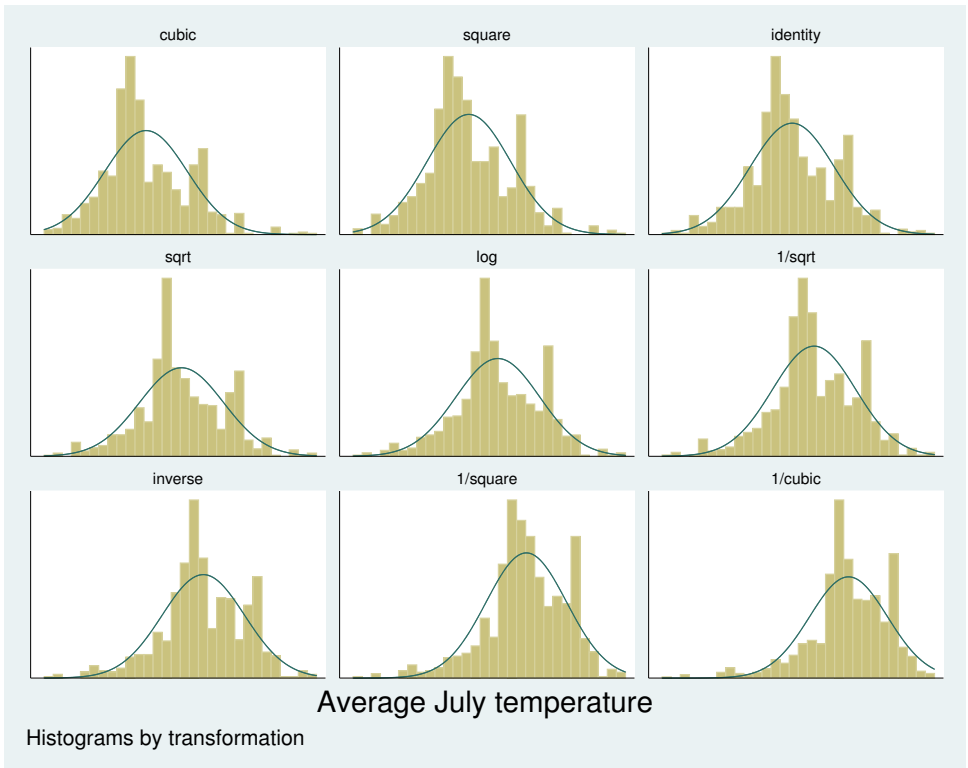 cubic
square
identity
sqrt
log
1/sqrt
inverse
1/square
1/cubic
Average July temperature
Histograms by transformation